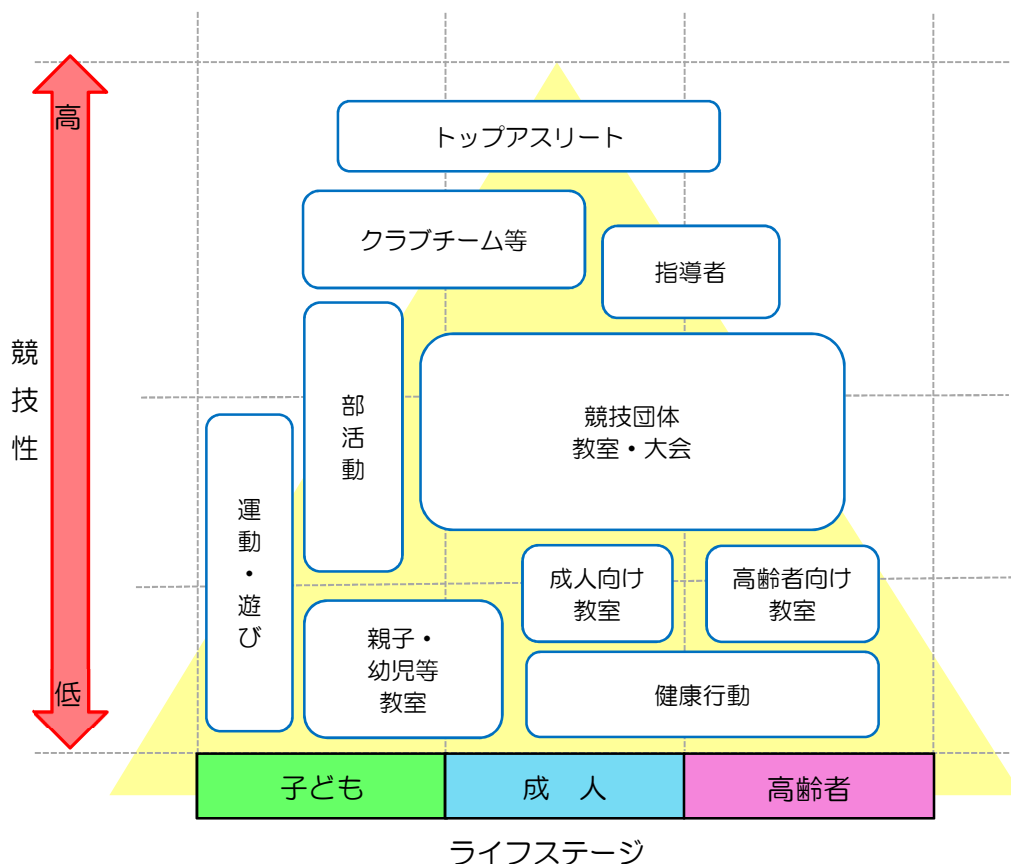 高
競技性
低
トップアスリート
クラブチーム等
指導者
部活動
競技団体
教室・大会
運動・遊び
成人向け
教室
高齢者向け
教室
親子・
幼児等
教室
健康行動
子ども
成　人
高齢者
ライフステージ